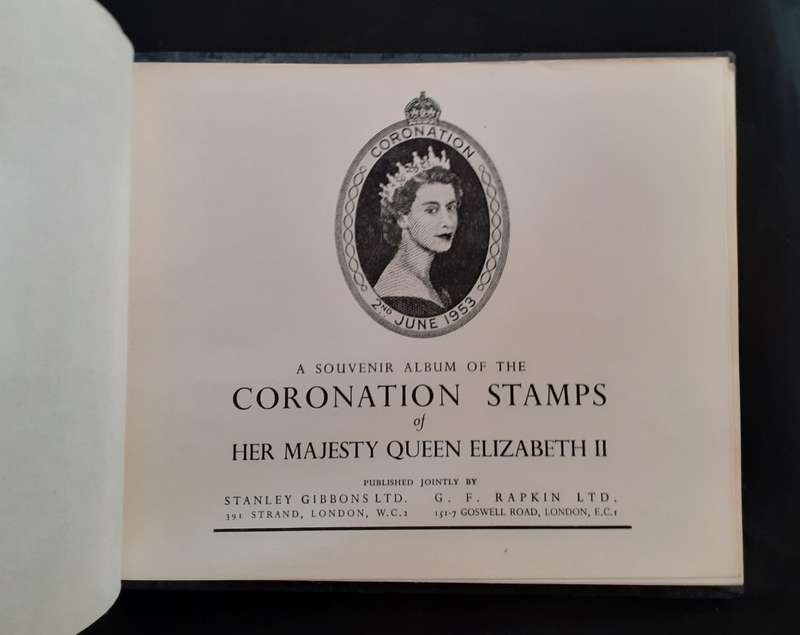 CORONATION
2ND JUNE 1953
A SOUVENIR ALBUM OF THE
CORONATION STAMPS
of
HER MAJESTY QUEEN ELIZABETH II
PUBLISHED JOINTLY BY
STANLEY GIBBONS LTD. G. F. RAPKIN LTD.
391 STRAND, LONDON, W.C.2 151-7 GOSWELL ROAD, LONDON, E.C.1